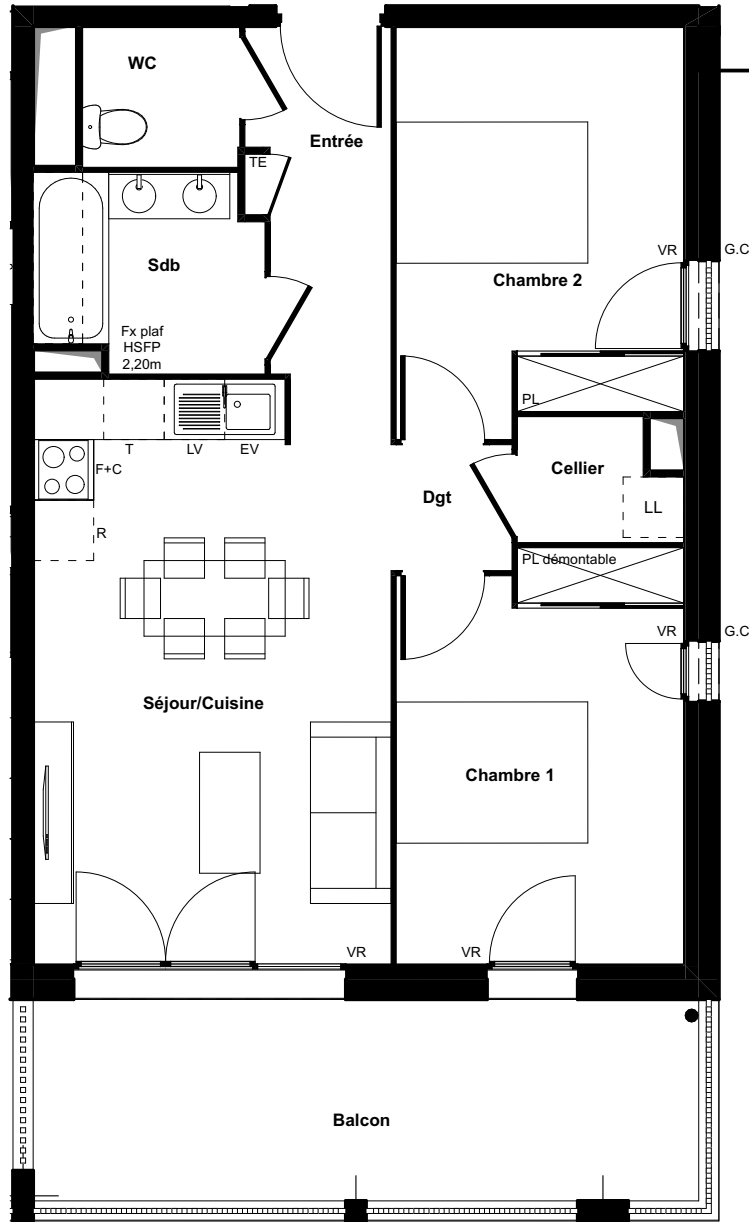 WC
Entrée
TE
Sdb
Fx plaf
HSFP
2,20m
Chambre 2
VR
G.C
PL
T
LV
EV
F+C
R
Dgt
Cellier
LL
PL démontable
VR
G.C
Séjour/Cuisine
Chambre 1
VR
VR
Balcon